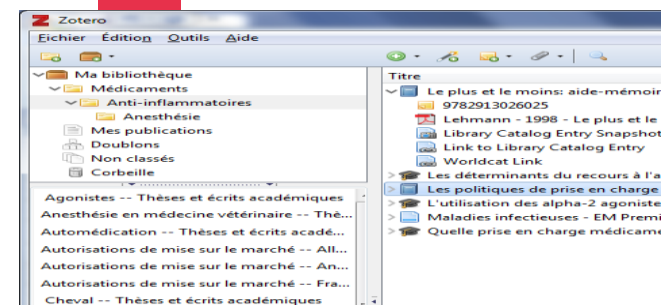 Zotero
Fichier Édition Outils Aide
Ma bibliothèque
Médicaments
Anti-inflammatoires
Anesthésie
Mes publications
Doublons
Non classés
Corbeille
Agonistes -- Thèses et écrits académiques
Anesthésie en médecine vétérinaire -- Thè...
Automédication -- Thèses et écrits acadé...
Autorisations de mise sur le marché -- All...
Autorisations de mise sur le marché -- An...
Autorisations de mise sur le marché -- Fra...
Cheval -- Thèses et écrits académiques
Titre
Le plus et le moins: aide-mémoir
9782913026025
Lehmann - 1998 - Le plus et le
Library Catalog Entry Snapshot
Link to Library Catalog Entry
Worldcat Link
Les déterminants du recours à l'a
Les politiques de prise en charge
L'utilisation des alpha-2 agoniste
Maladies infectieuses - EM Premi
Quelle prise en charge médicame